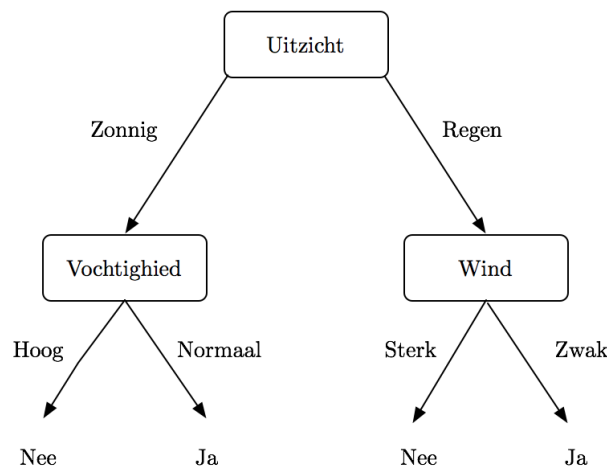 Uitzicht
Zonnig
Regen
Vochtighied
Wind
Hoog
Normaal
Sterk
Zwak
Nee
Ja
Nee
Ja